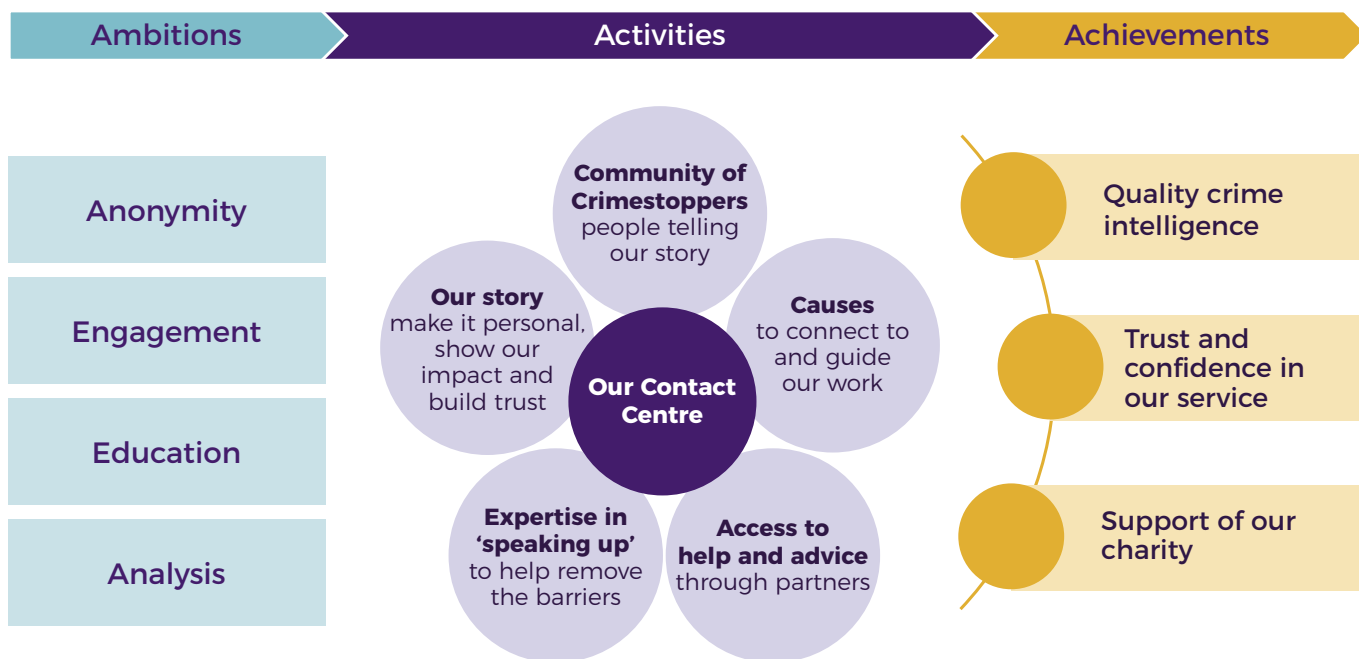 Ambitions
Activities
Achievements
Anonymity
Engagement
Education
Analysis
Community of
Crimestoppers
people telling
our story
Our story
make it personal,
show our
impact and
build trust
Causes
to connect to
and guide
our work
Our Contact
Centre
Expertise in
‘speaking up’
to help remove
the barriers
Access to
help and advice
through partners
Quality crime
intelligence
Trust and
confidence in
our service
Support of our
charity